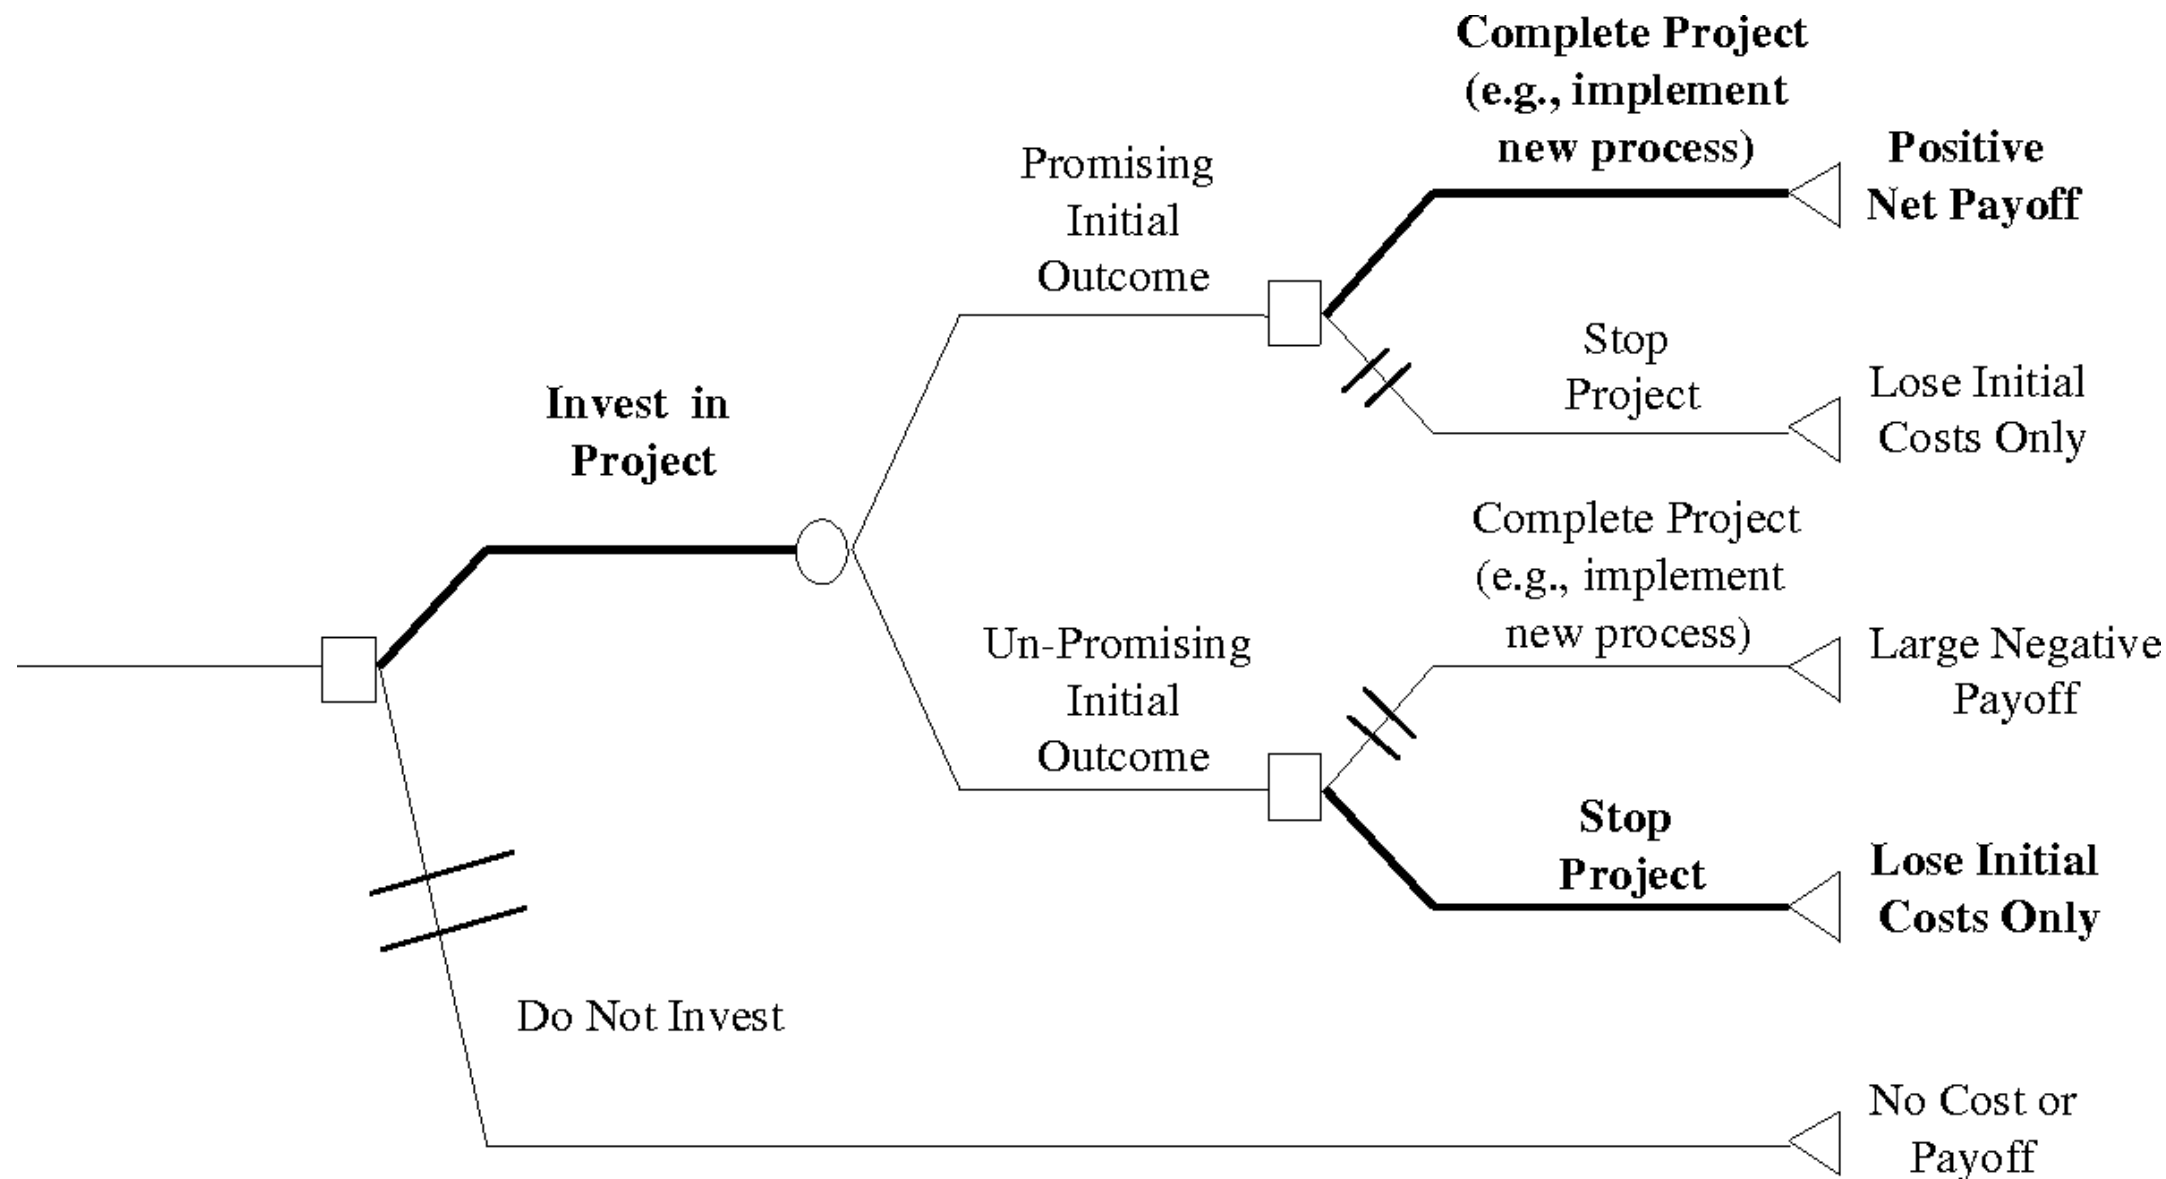 Complete Project
(e.g., implement
new process)
Positive
Net Payoff
Promising
Initial
Outcome
Stop
Project
Lose Initial
Costs Only
Invest in
Project
Complete Project
(e.g., implement
new process)
Large Negative
Payoff
Un-Promising
Initial
Outcome
Stop
Project
Lose Initial
Costs Only
Do Not Invest
No Cost or
Payoff